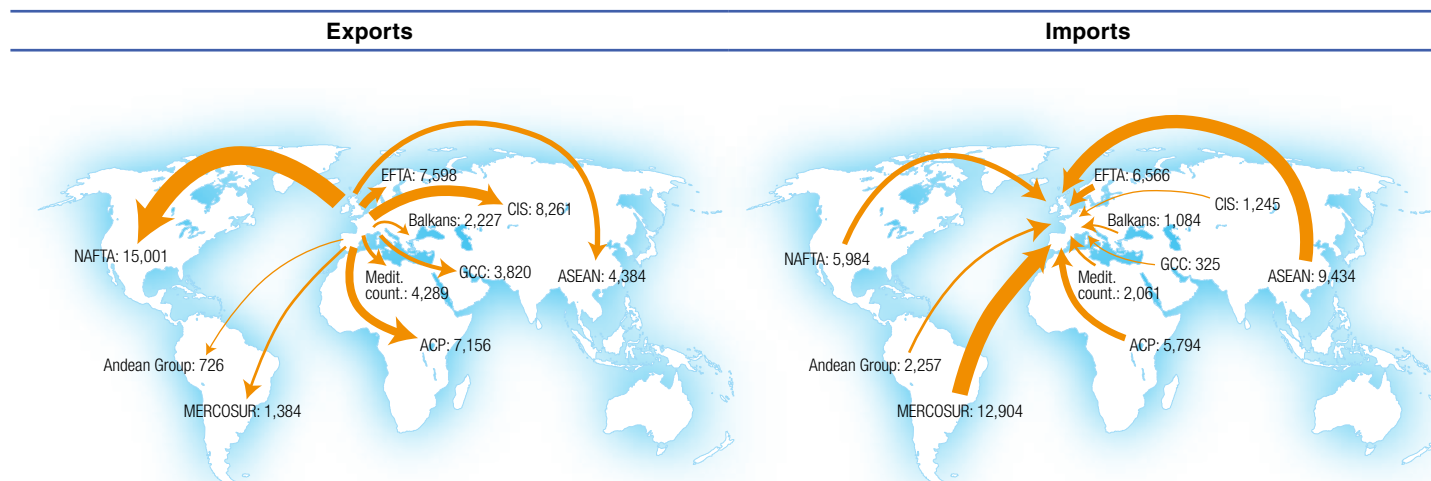 Exports
EFTA: 7,598
CIS: 8,261
Balkans: 2,227
NAFTA: 15,001
GCC: 3,820
ASEAN: 4,384
Medit.
count.: 4,289
ACP: 7,156
Andean Group: 726
MERCOSUR: 1,384
Imports
EFTA: 6,566
CIS: 1,245
Balkans: 1,084
NAFTA: 5,984
GCC: 325
ASEAN: 9,434
Medit.
count.: 2,061
ACP: 5,794
Andean Group: 2,257
MERCOSUR: 12,904